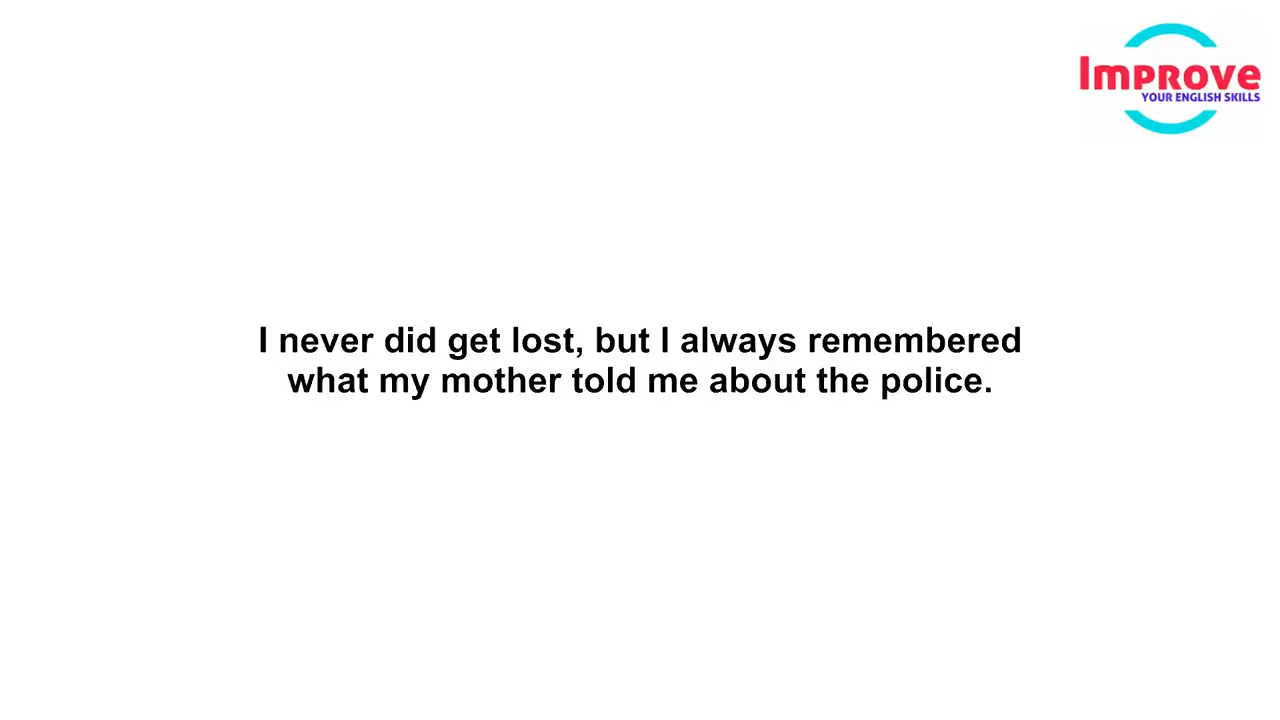 Improve
YOUR ENGLISH SKILLS
I never did get lost, but I always remembered
what my mother told me about the police.